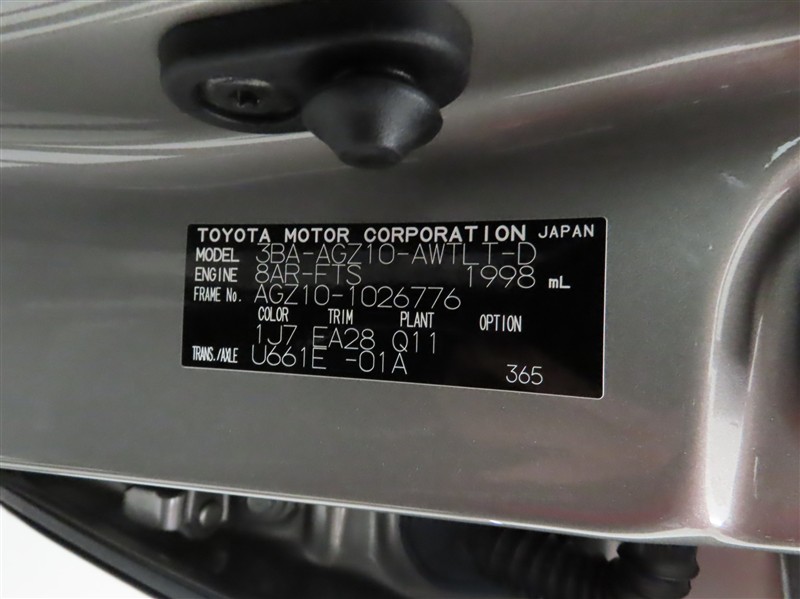 TOYOTA MOTOR CORPORATION JAPAN
MODEL 3BA-AGZ10-AWTLT-D
ENGINE 8AR-FTS 1998 mL
FRAME No. AGZ10-1026776
COLOR TRIM PLANT OPTION
1J7 EA28 Q11
TRANS./AXLE U661E -01A
365